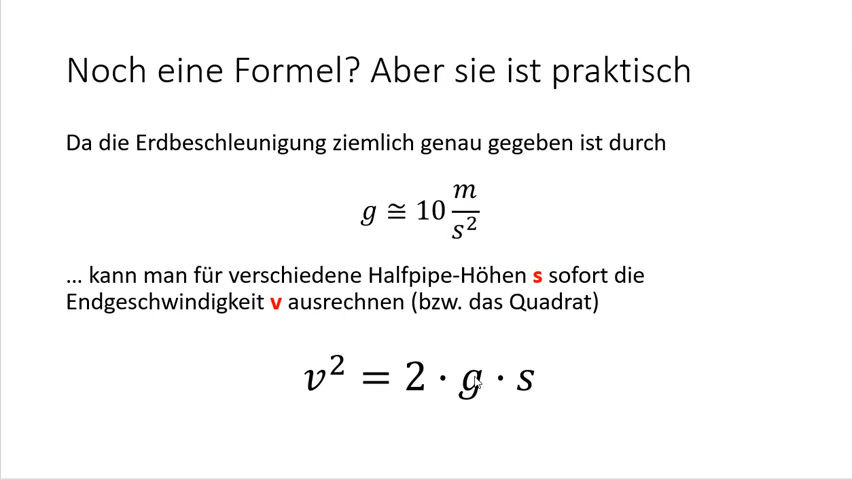 Noch eine Formel? Aber sie ist praktisch
Da die Erdbeschleunigung ziemlich genau gegeben ist durch
g ≅ 10 m/s²
... kann man für verschiedene Halfpipe-Höhen s sofort die
Endgeschwindigkeit v ausrechnen (bzw. das Quadrat)
v² = 2 · g · s